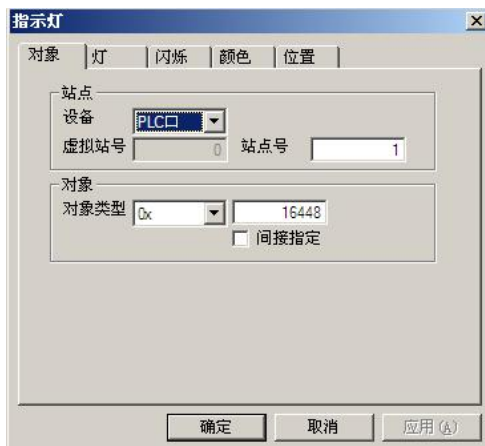 指示灯
对象 灯 闪烁 颜色 位置
站点
设备 PLC口
虚拟站号 0 站点号 1
对象
对象类型 0x 16448
间接指定
确定 取消 应用(A)